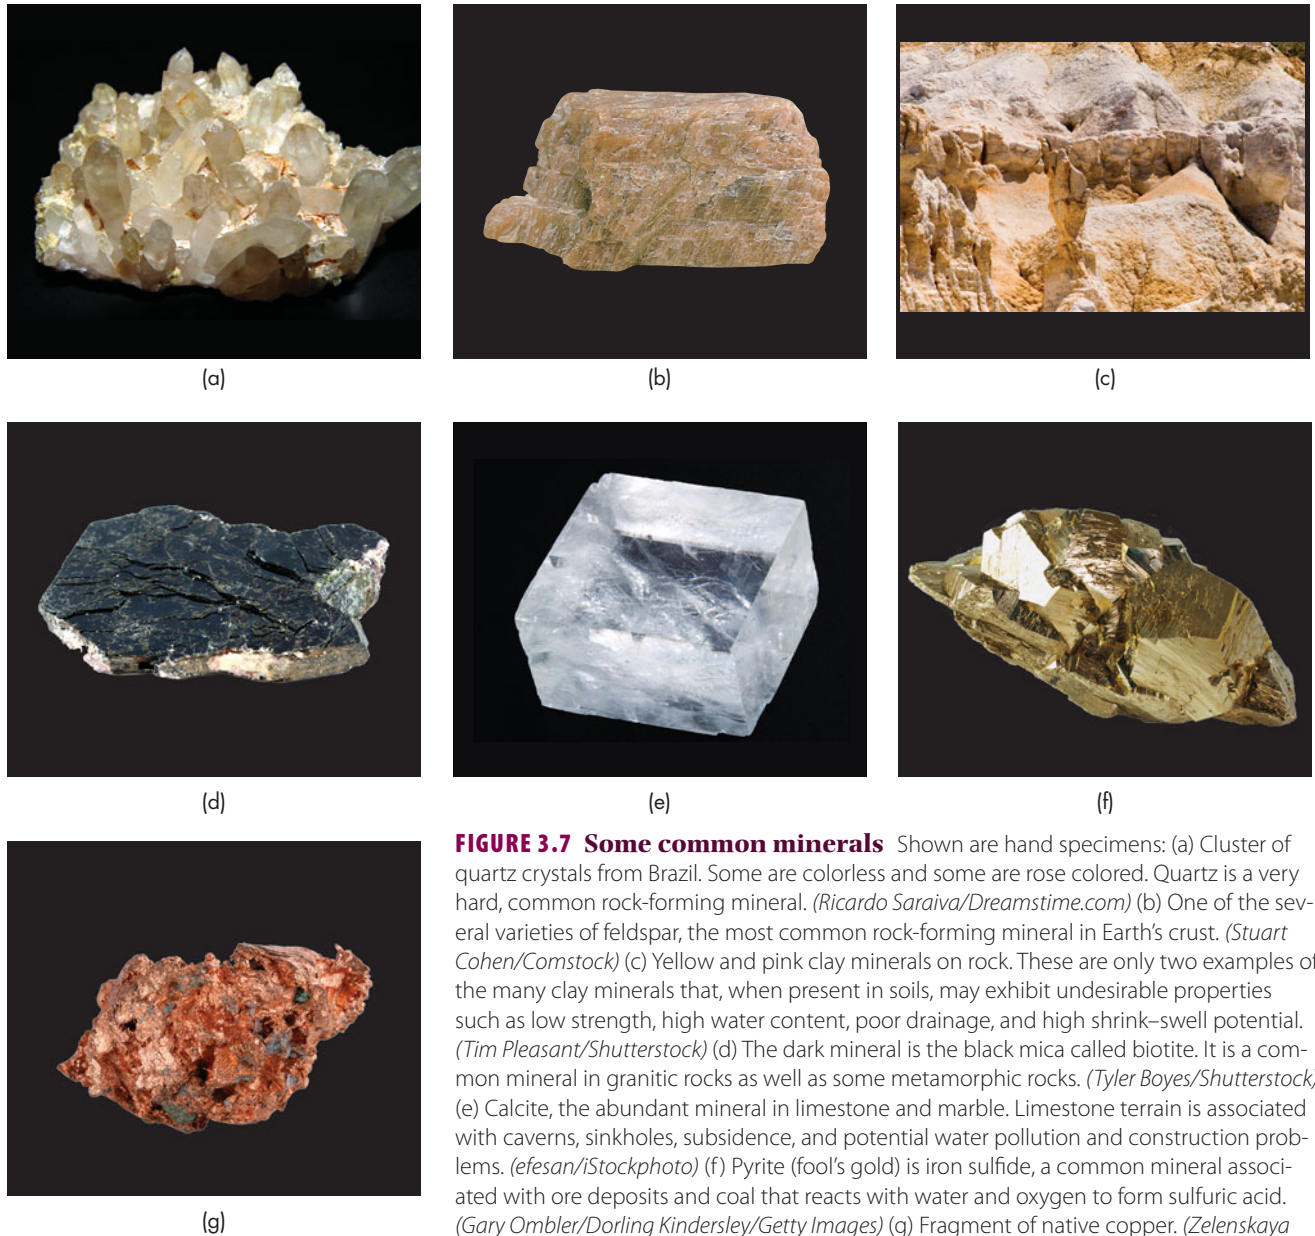 (a)
(b)
(c)
(d)
(e)
(f)
(g)
FIGURE 3.7 Some common minerals Shown are hand specimens: (a) Cluster of
quartz crystals from Brazil. Some are colorless and some are rose colored. Quartz is a very
hard, common rock-forming mineral. (Ricardo Saraiva/Dreamstime.com) (b) One of the sev-
eral varieties of feldspar, the most common rock-forming mineral in Earth's crust. (Stuart
Cohen/Comstock) (c) Yellow and pink clay minerals on rock. These are only two examples of
the many clay minerals that, when present in soils, may exhibit undesirable properties
such as low strength, high water content, poor drainage, and high shrink–swell potential.
(Tim Pleasant/Shutterstock) (d) The dark mineral is the black mica called biotite. It is a com-
mon mineral in granitic rocks as well as some metamorphic rocks. (Tyler Boyes/Shutterstock)
(e) Calcite, the abundant mineral in limestone and marble. Limestone terrain is associated
with caverns, sinkholes, subsidence, and potential water pollution and construction prob-
lems. (efesan/iStockphoto) (f) Pyrite (fool's gold) is iron sulfide, a common mineral associ-
ated with ore deposits and coal that reacts with water and oxygen to form sulfuric acid.
(Gary Ombler/Dorling Kindersley/Getty Images) (g) Fragment of native copper. (Zelenskaya